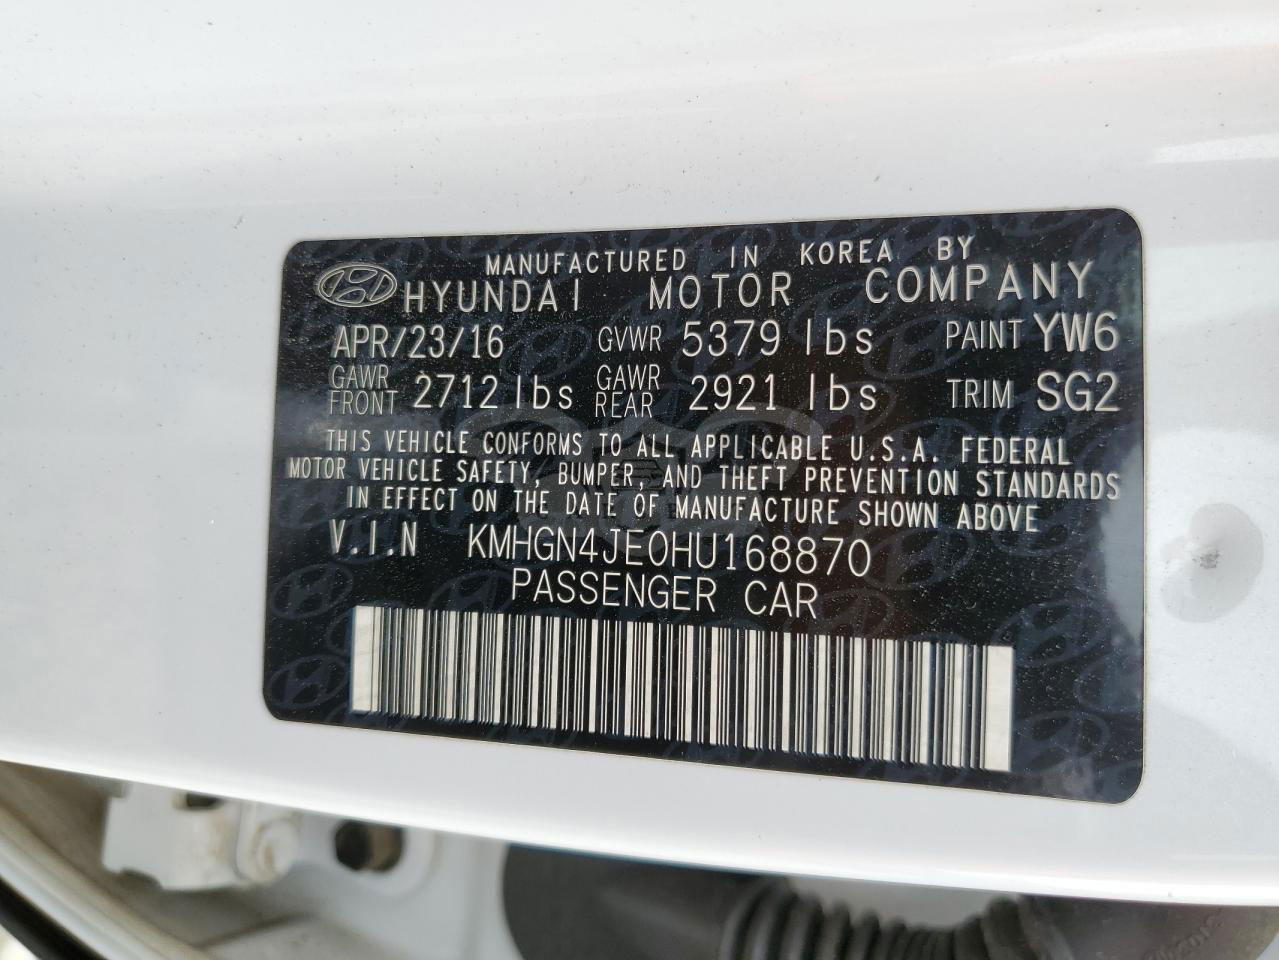 MANUFACTURED IN KOREA BY
HYUNDAI MOTOR COMPANY
APR/23/16 GVWR 5379 lbs PAINT YW6
GAWR FRONT 2712 lbs GAWR REAR 2921 lbs TRIM SG2
THIS VEHICLE CONFORMS TO ALL APPLICABLE U.S.A. FEDERAL
MOTOR VEHICLE SAFETY, BUMPER, AND THEFT PREVENTION STANDARDS
IN EFFECT ON THE DATE OF MANUFACTURE SHOWN ABOVE
V.I.N KMHGN4JE0HU168870
PASSENGER CAR